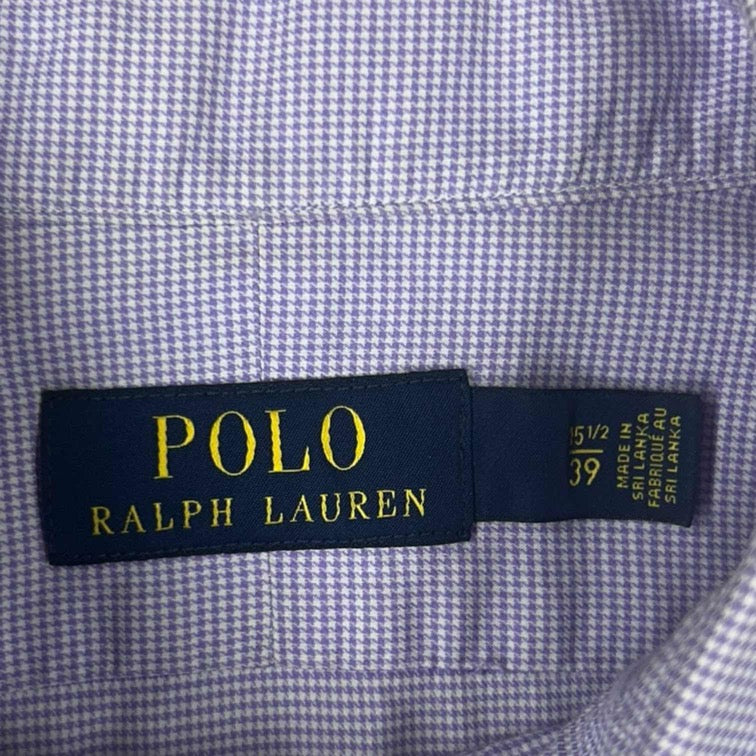 POLO
RALPH LAUREN
15 1/2
39
MADE IN
SRI LANKA
FABRIQUÉ AU
SRI LANKA